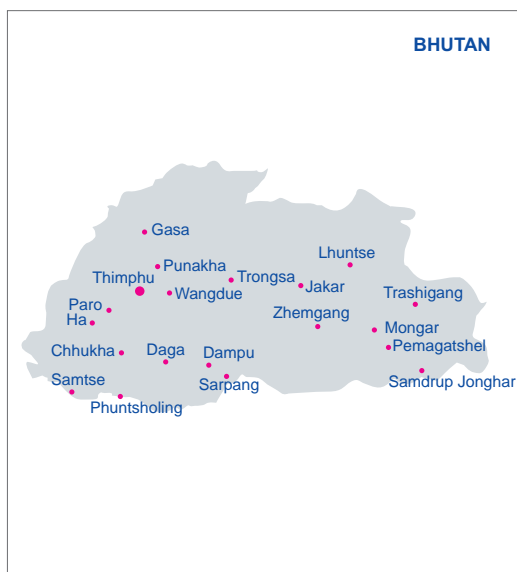 BHUTAN
Gasa
Lhuntse
Punakha
Thimphu
Trongsa
Jakar
Wangdue
Trashigang
Paro
Zhemgang
Ha
Mongar
Pemagatshel
Chhukha
Daga
Dampu
Samtse
Sarpang
Samdrup Jonghar
Phuntsholing